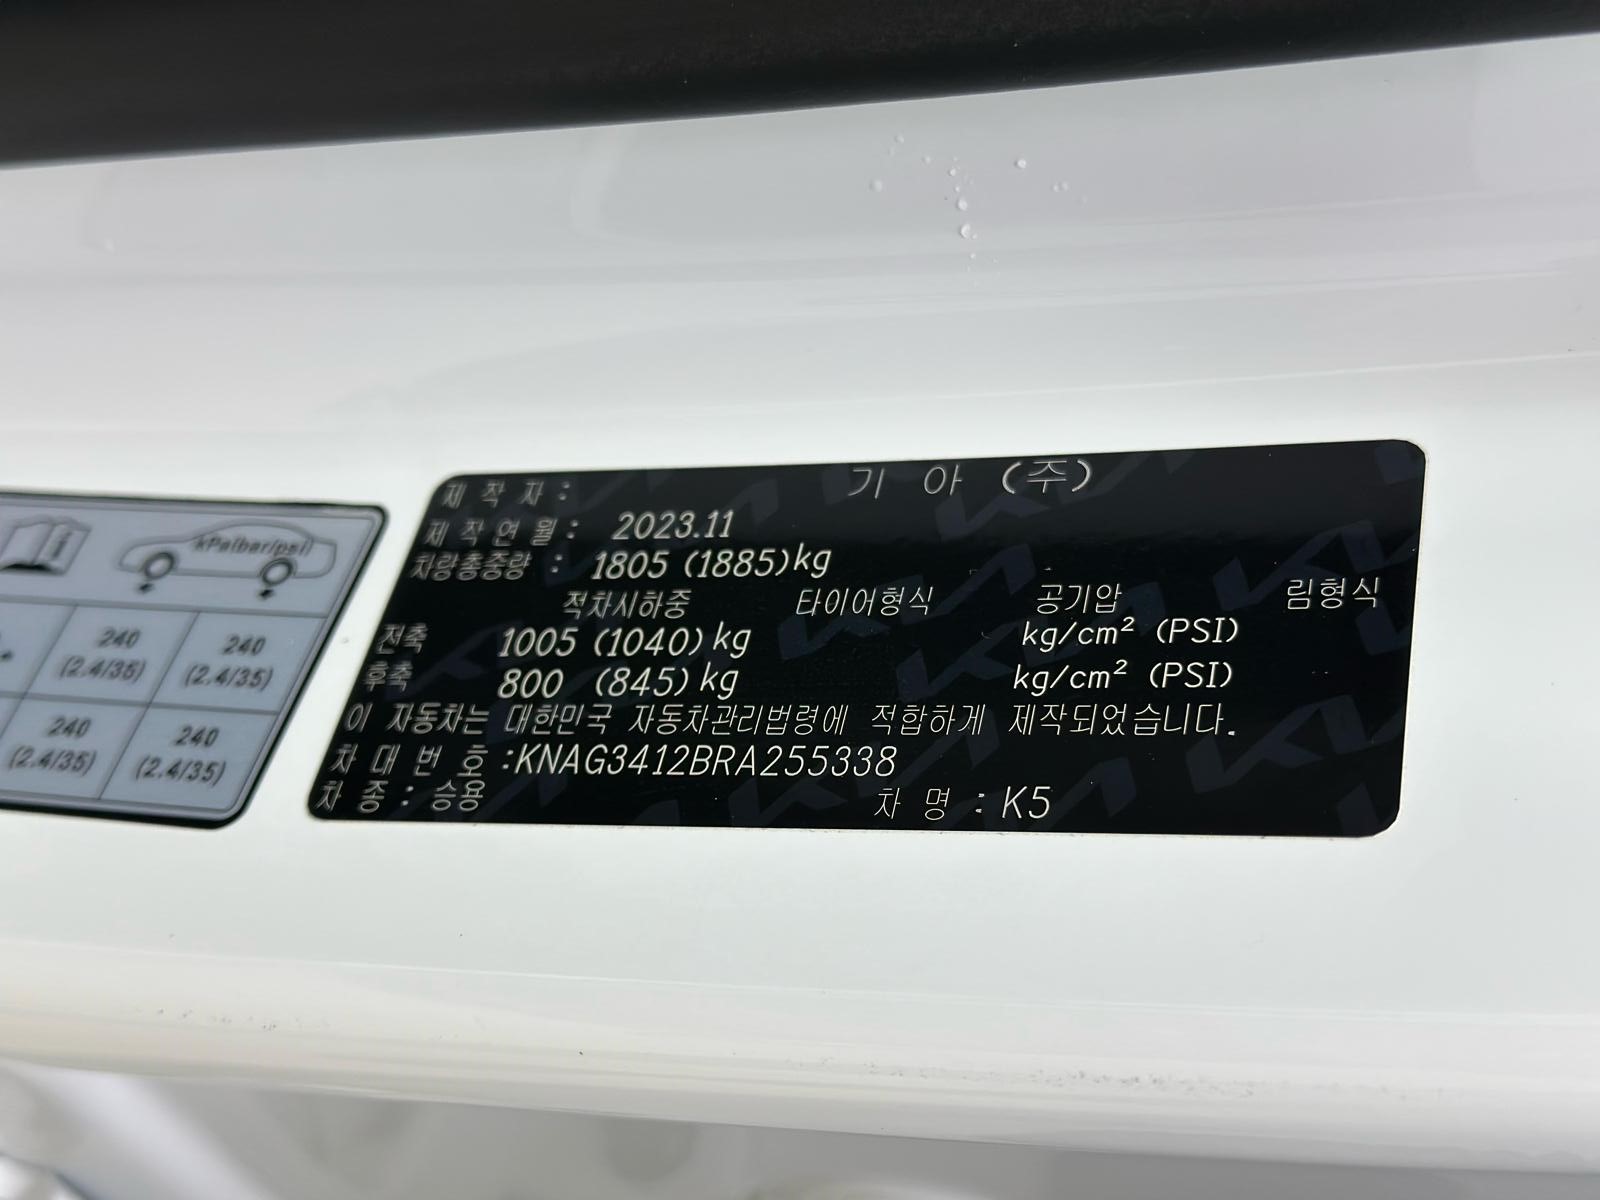 제 작 자 : 기 아 (주)
제 작 연 월 : 2023.11
차량총중량 : 1805 (1885)kg
적차시하중 타이어형식 공기압 림형식
전축 1005 (1040) kg kg/cm² (PSI)
후축 800 (845) kg kg/cm² (PSI)
이 자동차는 대한민국 자동차관리법령에 적합하게 제작되었습니다.
차 대 번 호 :KNAG3412BRA255338
차 종 : 승용 차 명 : K5
kPa(bar/psi)
240 240
(2.4/35) (2.4/35)
240 240
(2.4/35) (2.4/35)